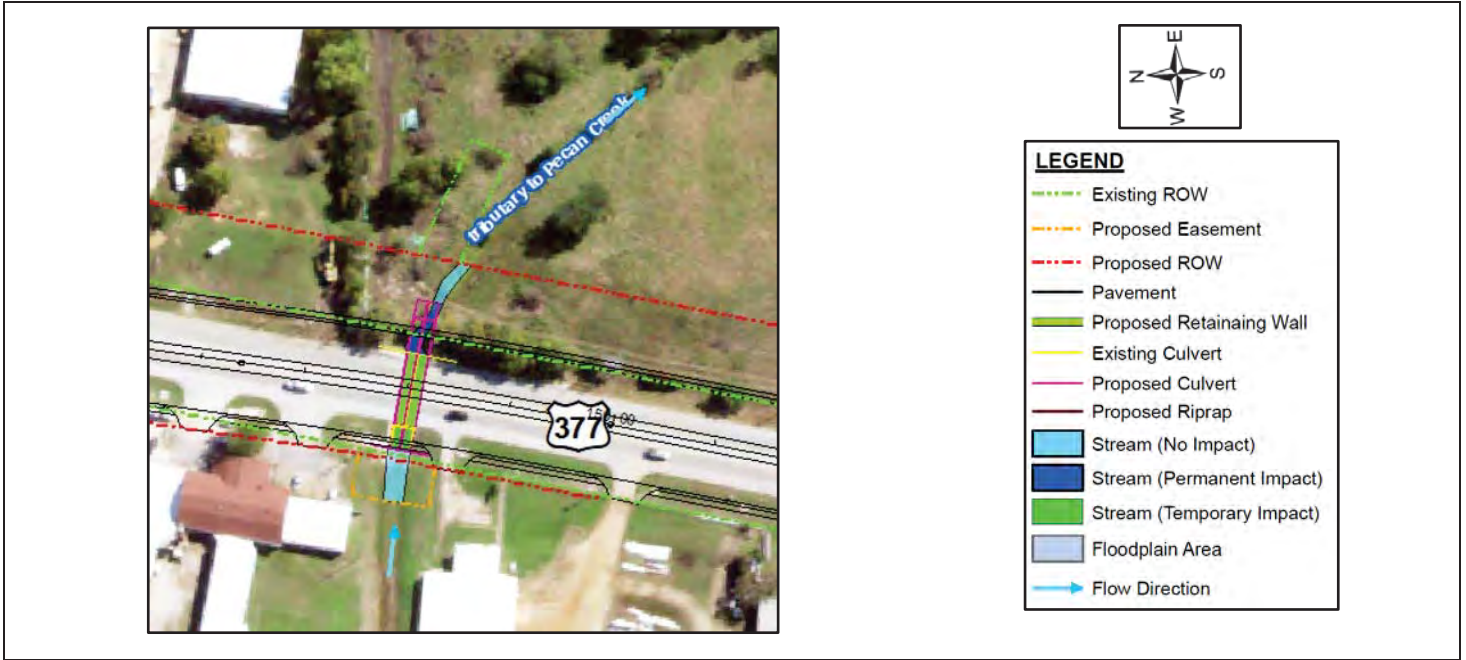 tributary to Pecan Creek
377
E
N
S
W
LEGEND
Existing ROW
Proposed Easement
Proposed ROW
Pavement
Proposed Retainaing Wall
Existing Culvert
Proposed Culvert
Proposed Riprap
Stream (No Impact)
Stream (Permanent Impact)
Stream (Temporary Impact)
Floodplain Area
Flow Direction